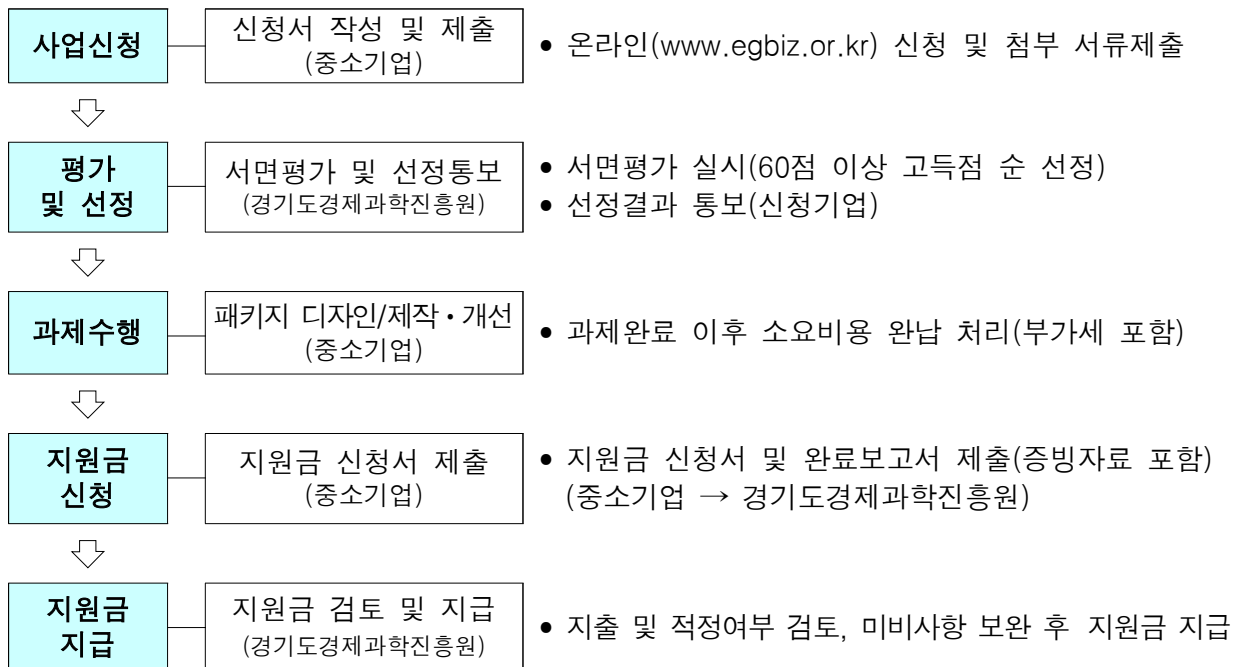 사업신청
신청서 작성 및 제출
(중소기업)
• 온라인(www.egbiz.or.kr) 신청 및 첨부 서류제출
평가
및 선정
서면평가 및 선정통보
(경기도경제과학진흥원)
• 서면평가 실시(60점 이상 고득점 순 선정)
• 선정결과 통보(신청기업)
과제수행
패키지 디자인/제작・개선
(중소기업)
• 과제완료 이후 소요비용 완납 처리(부가세 포함)
지원금
신청
지원금 신청서 제출
(중소기업)
• 지원금 신청서 및 완료보고서 제출(증빙자료 포함)
(중소기업 → 경기도경제과학진흥원)
지원금
지급
지원금 검토 및 지급
(경기도경제과학진흥원)
• 지출 및 적정여부 검토, 미비사항 보완 후 지원금 지급